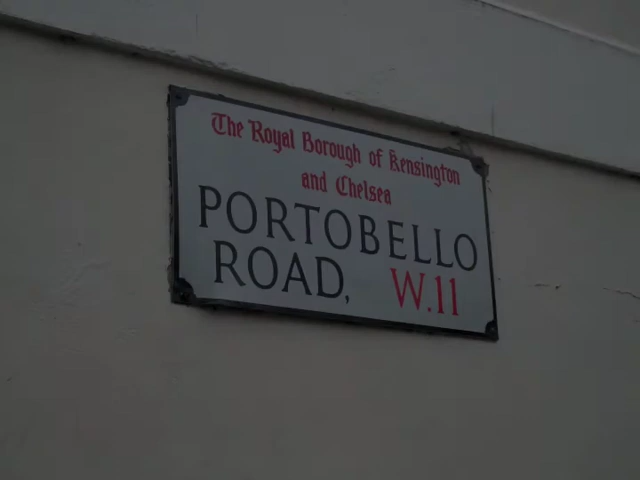 The Royal Borough of Kensington
and Chelsea
PORTOBELLO
ROAD, W.11